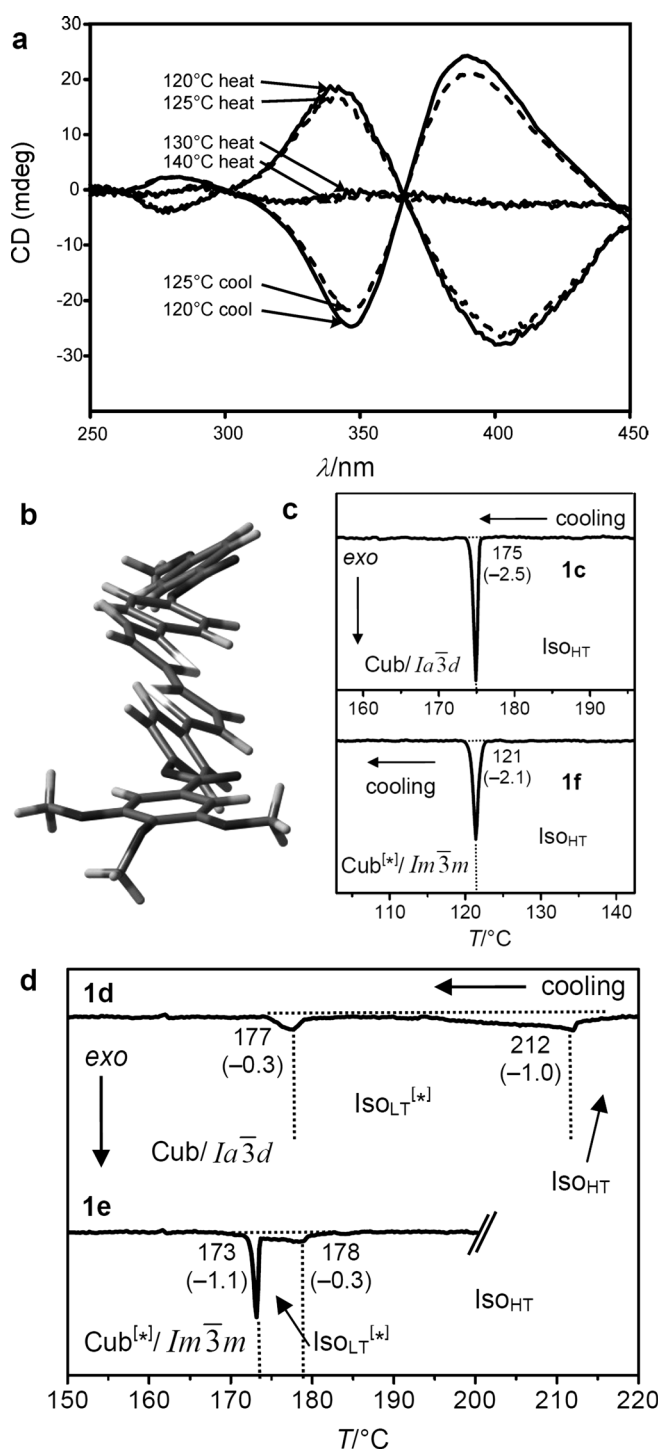 a
30
20
10
0
-10
-20
-30
CD (mdeg)
120°C heat
125°C heat
130°C heat
140°C heat
125°C cool
120°C cool
250
300
350
400
450
λ/nm
b
c
cooling
exo
175
(–2.5)
1c
IsoHT
Cub/ Ia3̅d
160
170
180
190
cooling
121
(–2.1)
1f
IsoHT
Cub[*]/ Im3̅m
110
120
130
140
T/°C
d
1d
cooling
177
(–0.3)
212
(–1.0)
exo
IsoLT[*]
Cub/ Ia3̅d
IsoHT
1e
173
(–1.1)
178
(–0.3)
IsoHT
Cub[*]/ Im3̅m
IsoLT[*]
150
160
170
180
190
200
210
220
T/°C